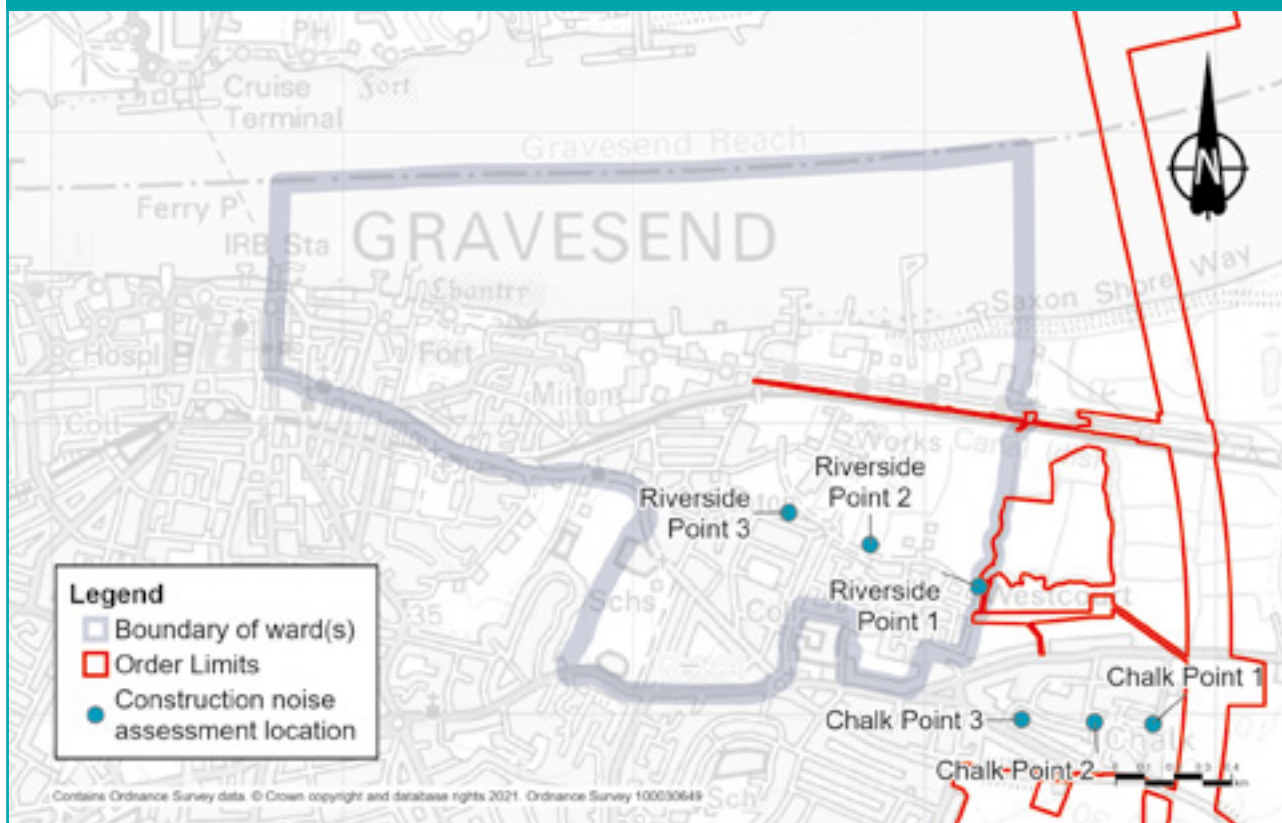 PH
Cruise
Terminal
Fort
Gravesend Reach
Ferry P
IRB Sta
GRAVESEND
Saxon Shore Way
Chantry
Fort
Milton
Riverside
Point 2
Riverside
Point 3
Riverside
Point 1
Westcourt
Schs
35
Chalk Point 1
Chalk Point 3
Chalk
Chalk Point 2
Sch
N
Legend
Boundary of ward(s)
Order Limits
Construction noise
assessment location
km
Contains Ordnance Survey data. © Crown copyright and database rights 2021. Ordnance Survey 100030649